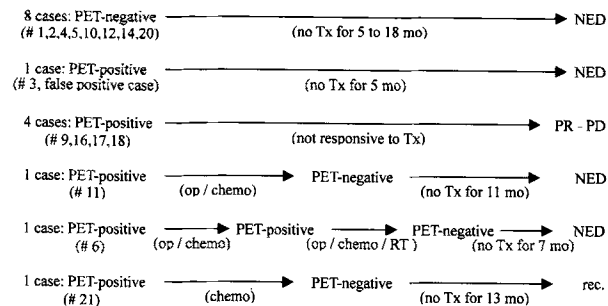 8 cases: PET-negative NED
(# 1,2,4,5,10,12,14,20) (no Tx for 5 to 18 mo)
1 case: PET-positive NED
(# 3, false positive case) (no Tx for 5 mo)
4 cases: PET-positive PR - PD
(# 9,16,17,18) (not responsive to Tx)
1 case: PET-positive PET-negative NED
(# 11) (op / chemo) (no Tx for 11 mo)
1 case: PET-positive PET-positive PET-negative NED
(# 6) (op / chemo) (op / chemo / RT) (no Tx for 7 mo)
1 case: PET-positive PET-negative rec.
(# 21) (chemo) (no Tx for 13 mo)